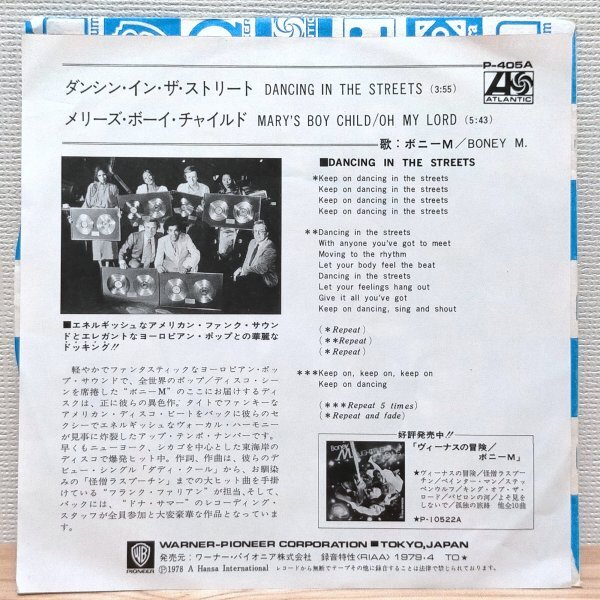 P-405A
ダンシン・イン・ザ・ストリート DANCING IN THE STREETS (3:55)
ATLANTIC
メリーズ・ボーイ・チャイルド MARY'S BOY CHILD/OH MY LORD (5:43)
歌：ボニーM／BONEY M.
■DANCING IN THE STREETS
*Keep on dancing in the streets
Keep on dancing in the streets
Keep on dancing in the streets
Keep on dancing in the streets
**Dancing in the streets
With anyone you've got to meet
Moving to the rhythm
Let your body feel the beat
Dancing in the streets
Let your feelings hang out
Give it all you've got
Keep on dancing, sing and shout
(*Repeat)
(**Repeat)
(*Repeat)
***Keep on, keep on, keep on
Keep on dancing
(***Repeat 5 times)
(*Repeat and fade)
■エネルギッシュなアメリカン・ファンク・サウン
ドとエレガントなヨーロピアン・ポップとの華麗な
ドッキング!!
軽やかでファンタスティックなヨーロピアン・ポッ
プ・サウンドで、全世界のポップ／ディスコ・シー
ンを席捲した"ボニーM"のここにお届けするディ
スクは、正に彼らの異色作。タイトでファンキーな
アメリカン・ディスコ・ビートをバックに彼らのセ
クシーでエネルギッシュなヴォーカル・ハーモニー
が見事に炸裂したアップ・テンポ・ナンバーです。
早くもニューヨーク、シカゴを中心とした東海岸の
ディスコで爆発ヒット中。作詞、作曲は、彼らのデ
ビュー・シングル「ダディ・クール」から、お馴染
みの「怪僧ラスプーチン」までの大ヒット曲を手掛
けている"フランク・ファリアン"が担当、そして、
バックには、"ドナ・サマー"のレコーディング・
スタッフが全員参加と大変豪華な作品となっていま
す。
好評発売中!!
「ヴィーナスの冒険／
ボニーM」
Boney M.
★ヴィーナスの冒険／怪僧ラスプー
チン／ペインター・マン／ステッ
ペンウルフ／キング・オブ・ザ・
ロード／バビロンの河／よそ見を
しないで／孤独の旅路 他全10曲
★P-10522A
WB
PIONEER
WARNER-PIONEER CORPORATION ■TOKYO, JAPAN
発売元：ワーナー・パイオニア株式会社 録音特性〈RIAA〉1979・4 TO★
Ⓟ1978 A Hansa International レコードから無断でテープその他に録音することは法律で禁じられております。